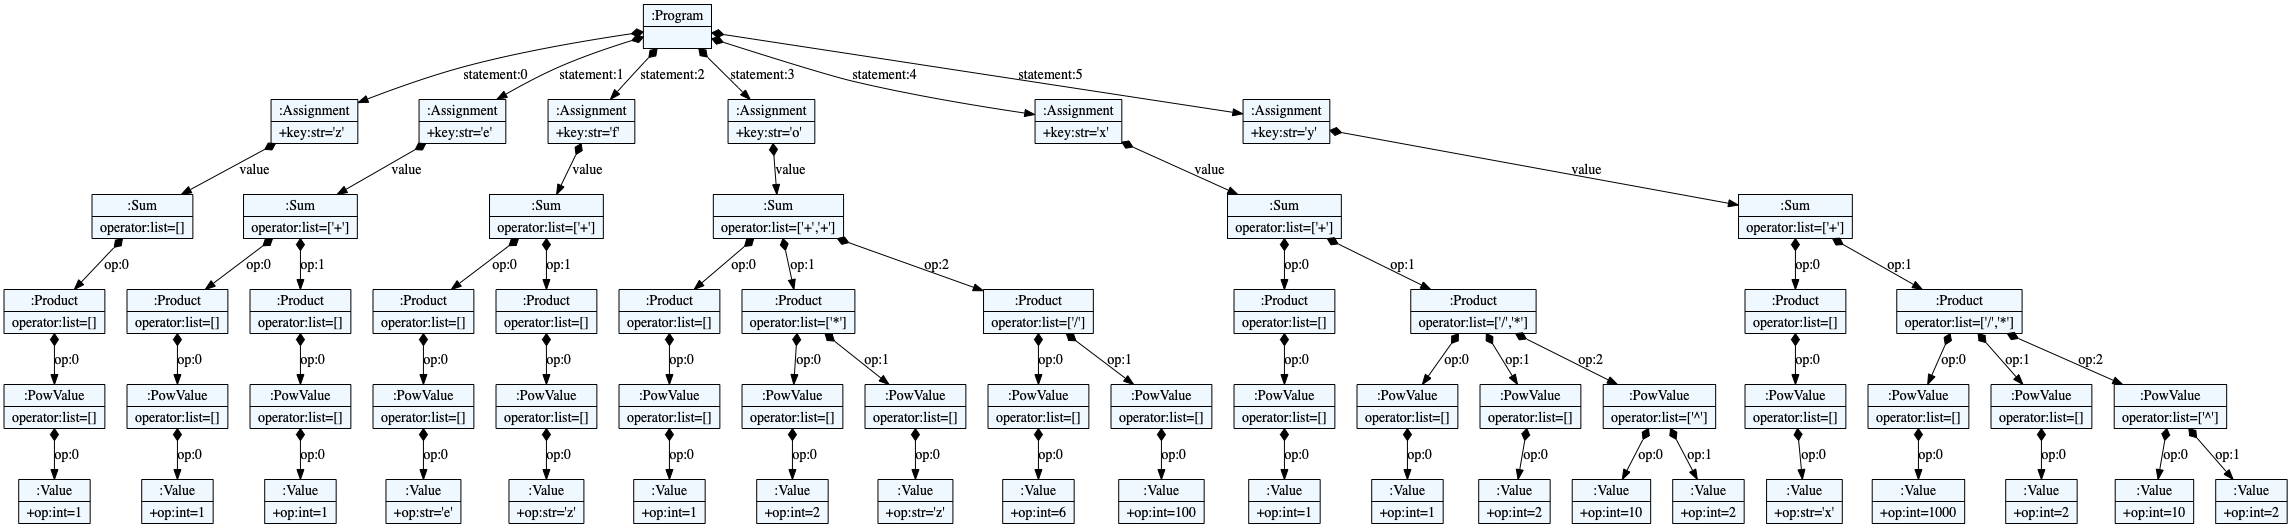 :Program
statement:0
statement:1
statement:2
statement:3
statement:4
statement:5
:Assignment
+key:str='z'
:Assignment
+key:str='e'
:Assignment
+key:str='f'
:Assignment
+key:str='o'
:Assignment
+key:str='x'
:Assignment
+key:str='y'
value
value
value
value
value
value
:Sum
operator:list=[]
:Sum
operator:list=['+']
:Sum
operator:list=['+']
:Sum
operator:list=['+','+']
:Sum
operator:list=['+']
:Sum
operator:list=['+']
op:0
op:0
op:1
op:0
op:1
op:0
op:1
op:2
op:0
op:1
op:0
op:1
:Product
operator:list=[]
:Product
operator:list=[]
:Product
operator:list=[]
:Product
operator:list=[]
:Product
operator:list=[]
:Product
operator:list=[]
:Product
operator:list=['*']
:Product
operator:list=['/']
:Product
operator:list=[]
:Product
operator:list=['/','*']
:Product
operator:list=[]
:Product
operator:list=['/','*']
op:0
op:0
op:0
op:0
op:0
op:0
op:0
op:1
op:0
op:1
op:0
op:0
op:1
op:2
op:0
op:0
op:1
op:2
:PowValue
operator:list=[]
:PowValue
operator:list=[]
:PowValue
operator:list=[]
:PowValue
operator:list=[]
:PowValue
operator:list=[]
:PowValue
operator:list=[]
:PowValue
operator:list=[]
:PowValue
operator:list=[]
:PowValue
operator:list=[]
:PowValue
operator:list=[]
:PowValue
operator:list=[]
:PowValue
operator:list=[]
:PowValue
operator:list=[]
:PowValue
operator:list=['^']
:PowValue
operator:list=[]
:PowValue
operator:list=[]
:PowValue
operator:list=[]
:PowValue
operator:list=['^']
op:0
op:0
op:0
op:0
op:0
op:0
op:0
op:0
op:0
op:0
op:0
op:0
op:0
op:0
op:1
op:0
op:0
op:0
op:0
op:1
:Value
+op:int=1
:Value
+op:int=1
:Value
+op:int=1
:Value
+op:str='e'
:Value
+op:str='z'
:Value
+op:int=1
:Value
+op:int=2
:Value
+op:str='z'
:Value
+op:int=6
:Value
+op:int=100
:Value
+op:int=1
:Value
+op:int=1
:Value
+op:int=2
:Value
+op:int=10
:Value
+op:int=2
:Value
+op:str='x'
:Value
+op:int=1000
:Value
+op:int=2
:Value
+op:int=10
:Value
+op:int=2